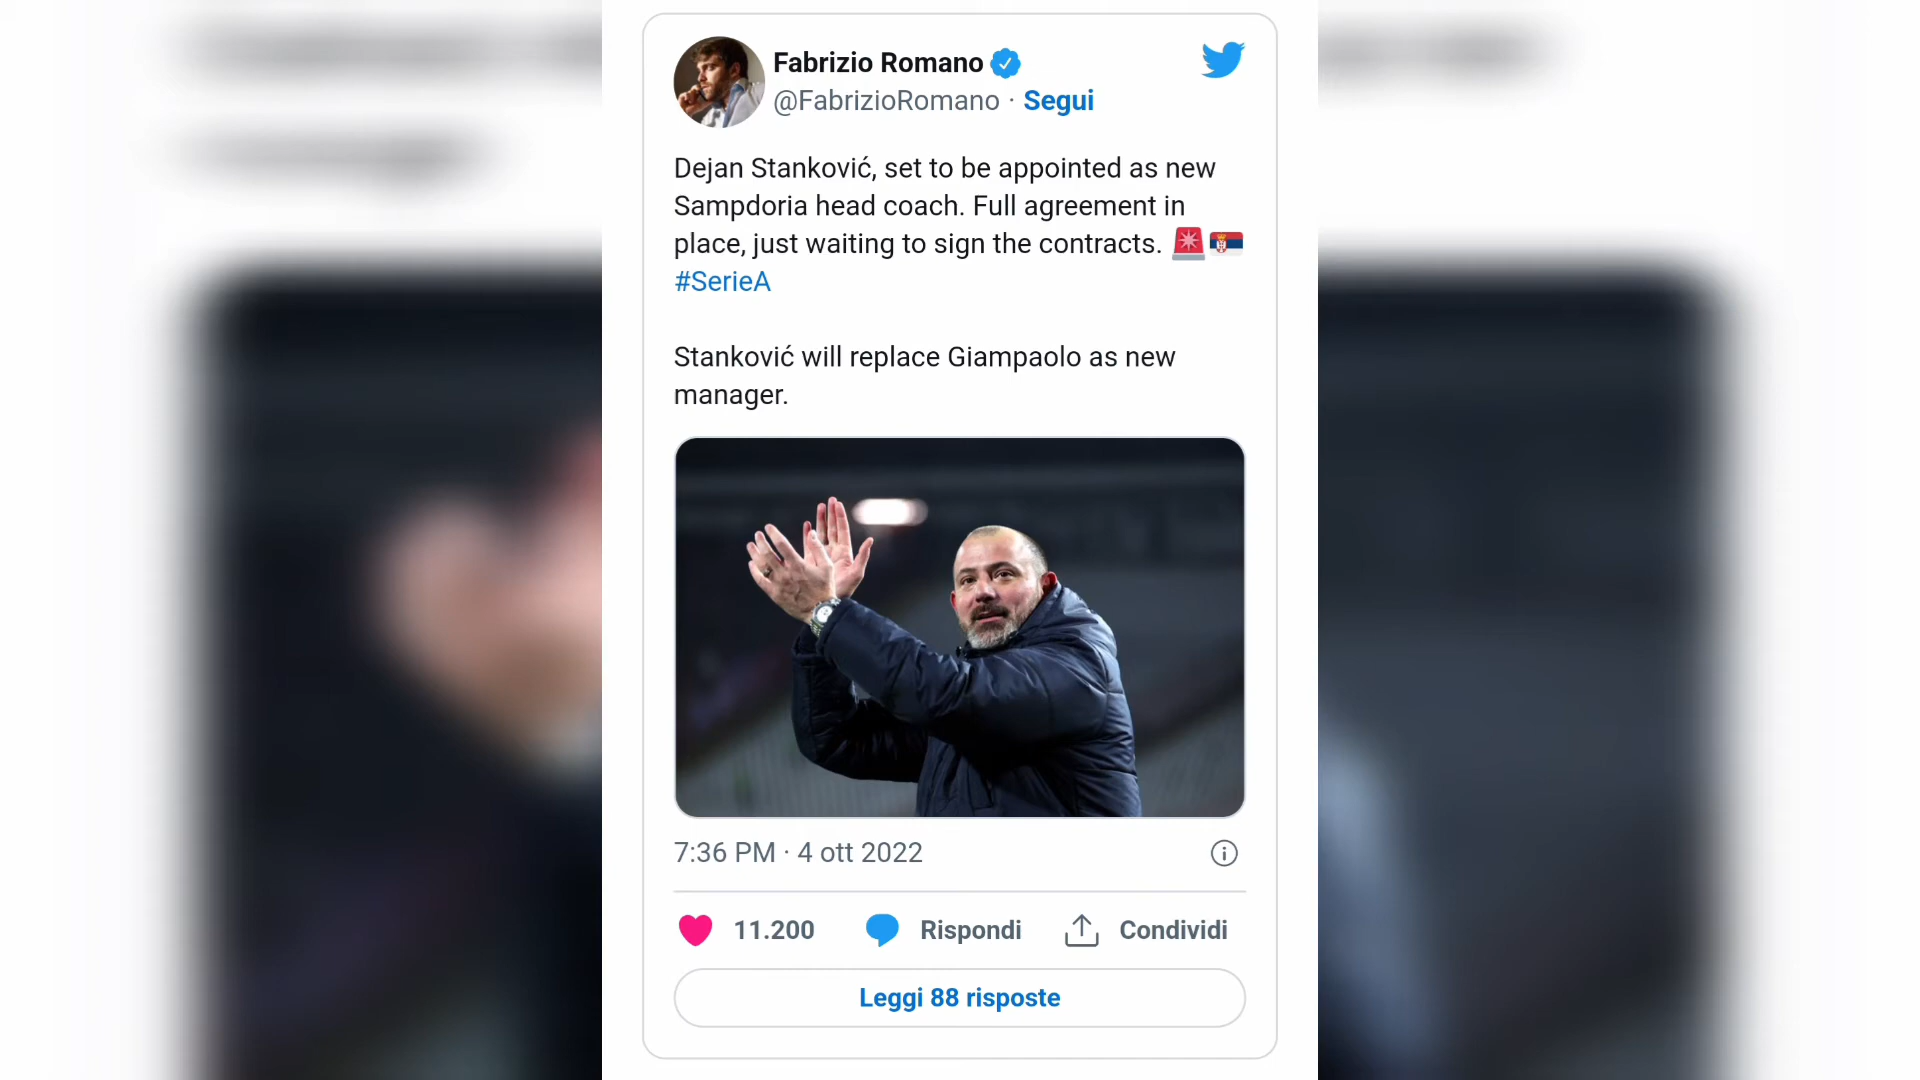 Fabrizio Romano
@FabrizioRomano · Segui
Dejan Stanković, set to be appointed as new
Sampdoria head coach. Full agreement in
place, just waiting to sign the contracts. 🚨🇷🇸
#SerieA
Stanković will replace Giampaolo as new
manager.
7:36 PM · 4 ott 2022
11.200 Rispondi Condividi
Leggi 88 risposte